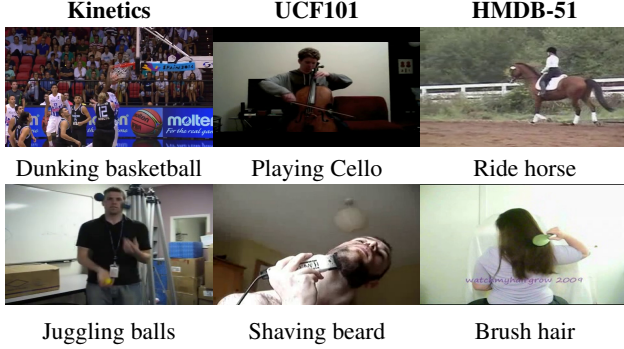 Kinetics UCF101 HMDB-51
12
molten
For the real game
Dunking basketball Playing Cello Ride horse
watchmyhairgrow 2009
Juggling balls Shaving beard Brush hair